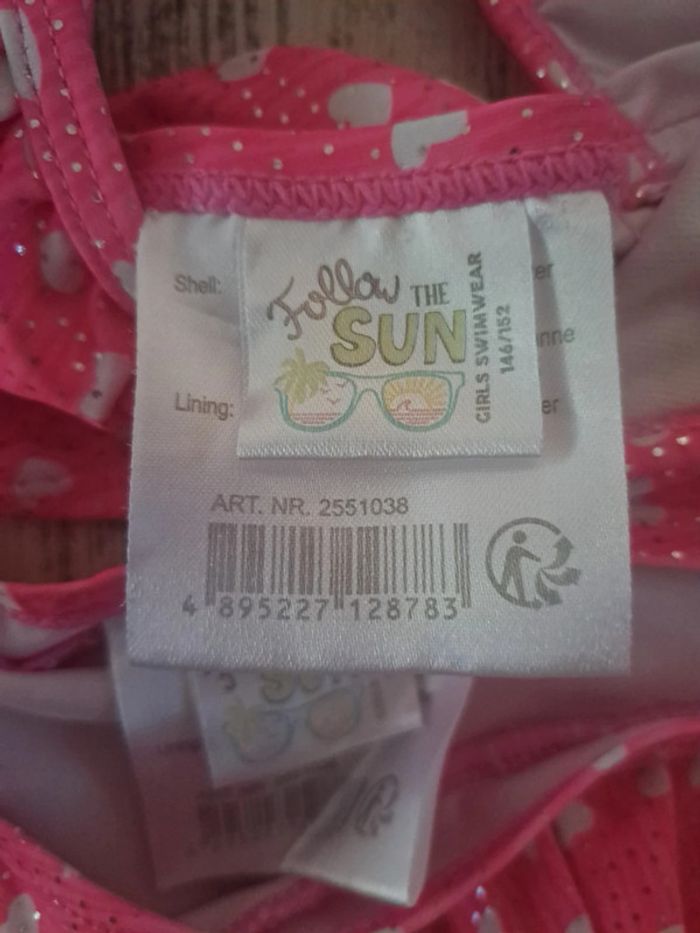 Shell:
Follow THE
SUN
GIRLS SWIMWEAR
146/152
Lining:
ART. NR. 2551038
4 895227 128783